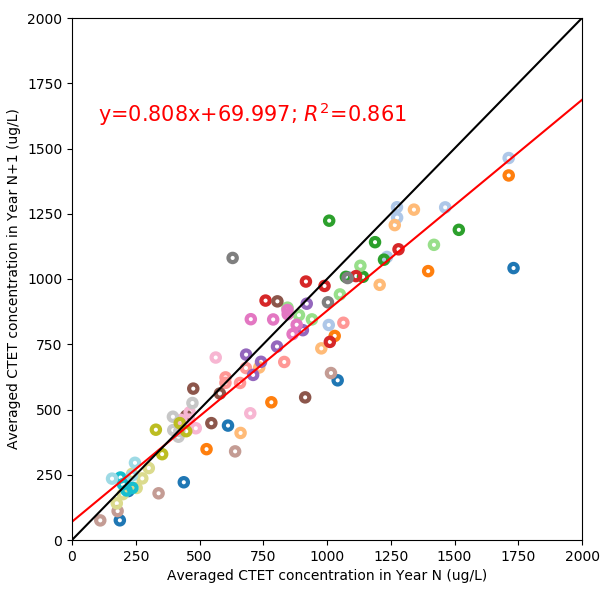 2000
1750
1500
1250
1000
750
500
250
0
Averaged CTET concentration in Year N+1 (ug/L)
y=0.808x+69.997; R²=0.861
0 250 500 750 1000 1250 1500 1750 2000
Averaged CTET concentration in Year N (ug/L)